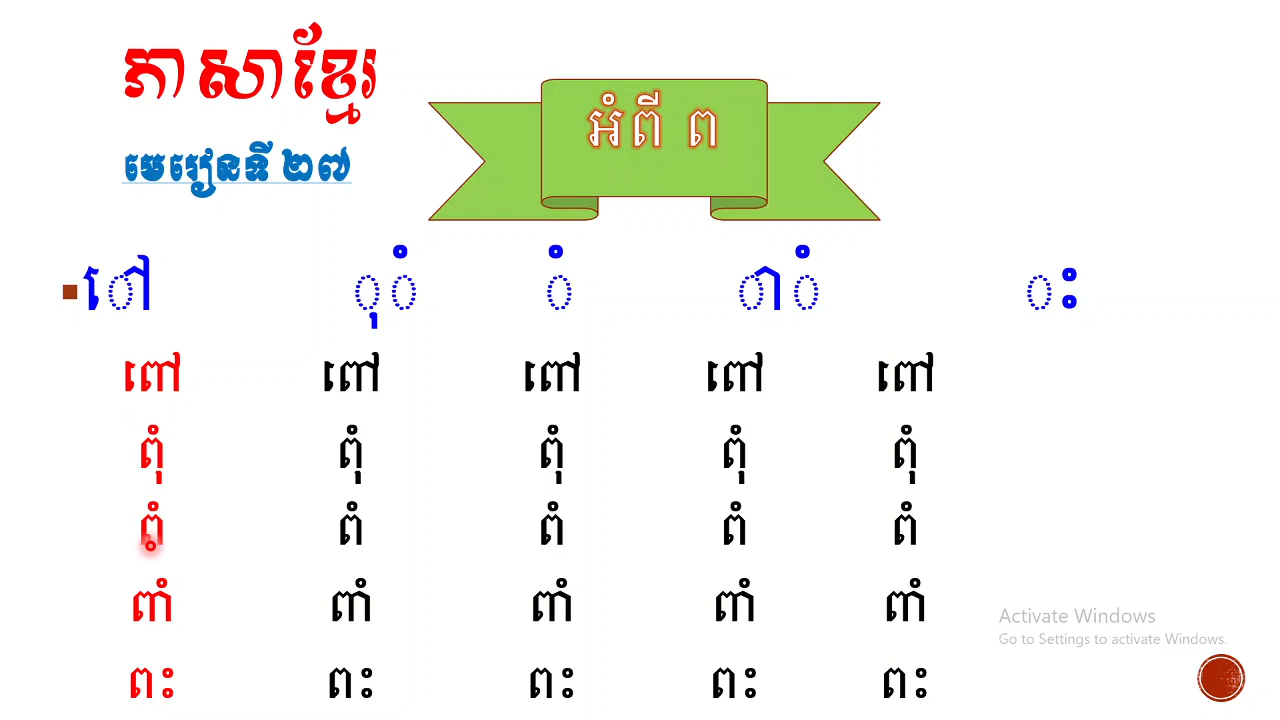 ភាសាខ្មែរ
មេរៀនទី ២៧
អំពី ព
ៅ ុំ ំ ាំ ះ
ពៅ ពៅ ពៅ ពៅ ពៅ
ពុំ ពុំ ពុំ ពុំ ពុំ
ពំ ពំ ពំ ពំ ពំ
ពាំ ពាំ ពាំ ពាំ ពាំ
ពះ ពះ ពះ ពះ ពះ
Activate Windows
Go to Settings to activate Windows.